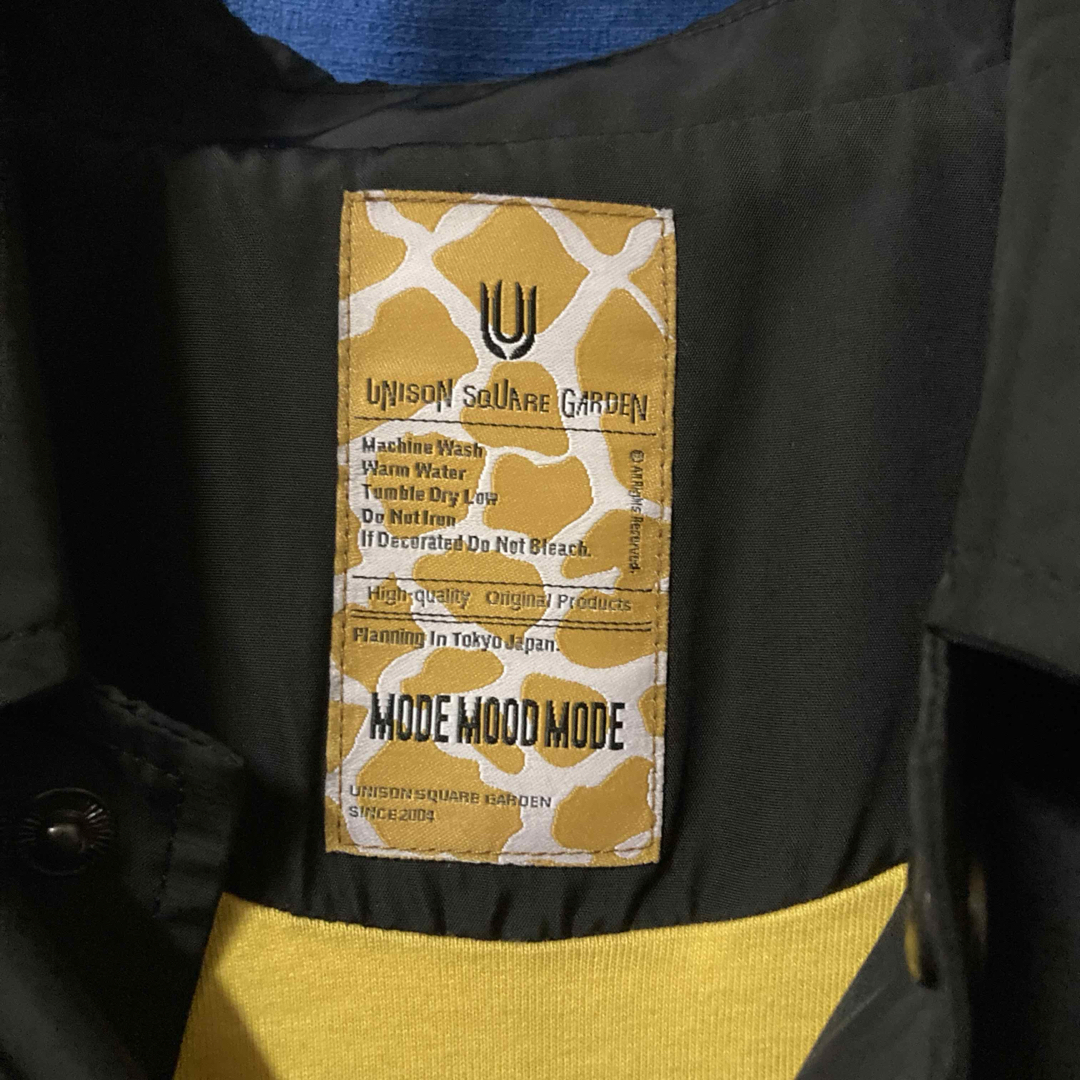 UNISON SQUARE GARDEN
Machine Wash
Warm Water
Tumble Dry Low
Do Not Iron
If Decorated Do Not Bleach.
© All Rights Reserved.
High-quality Original Products
Planning In Tokyo Japan.
MODE MOOD MODE
UNISON SQUARE GARDEN
SINCE 2004